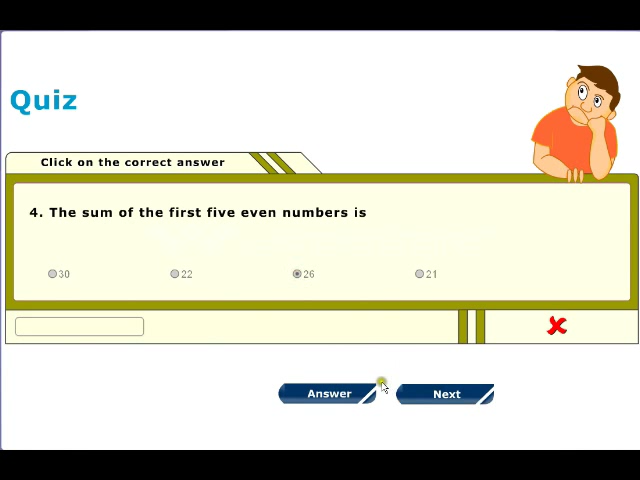 Quiz
Click on the correct answer
4. The sum of the first five even numbers is
30 22 26 21
Answer Next